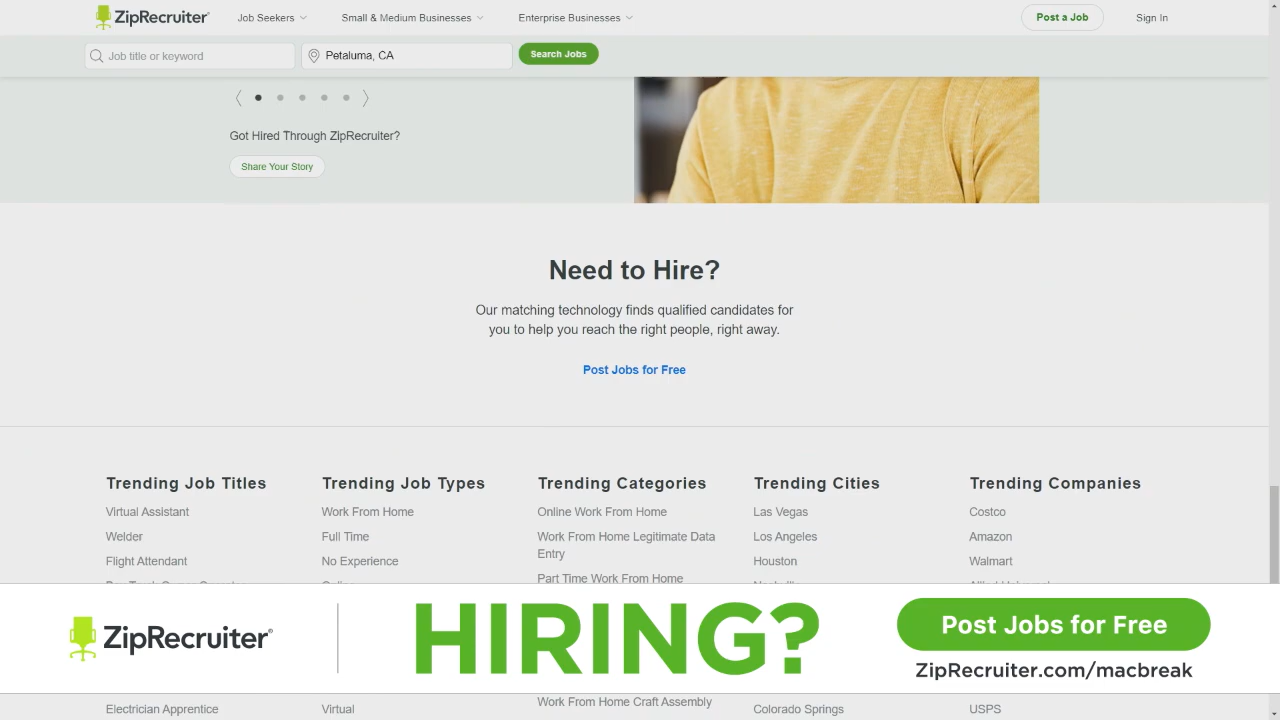 ZipRecruiter®
Job Seekers
Small & Medium Businesses
Enterprise Businesses
Post a Job
Sign In
Job title or keyword
Petaluma, CA
Search Jobs
Got Hired Through ZipRecruiter?
Share Your Story
Need to Hire?
Our matching technology finds qualified candidates for
you to help you reach the right people, right away.
Post Jobs for Free
Trending Job Titles
Virtual Assistant
Welder
Flight Attendant
Trending Job Types
Work From Home
Full Time
No Experience
Online
Trending Categories
Online Work From Home
Work From Home Legitimate Data
Entry
Part Time Work From Home
Trending Cities
Las Vegas
Los Angeles
Houston
Nashville
Trending Companies
Costco
Amazon
Walmart
ZipRecruiter®
HIRING?
Post Jobs for Free
ZipRecruiter.com/macbreak
Electrician Apprentice
Virtual
Work From Home Craft Assembly
Colorado Springs
USPS